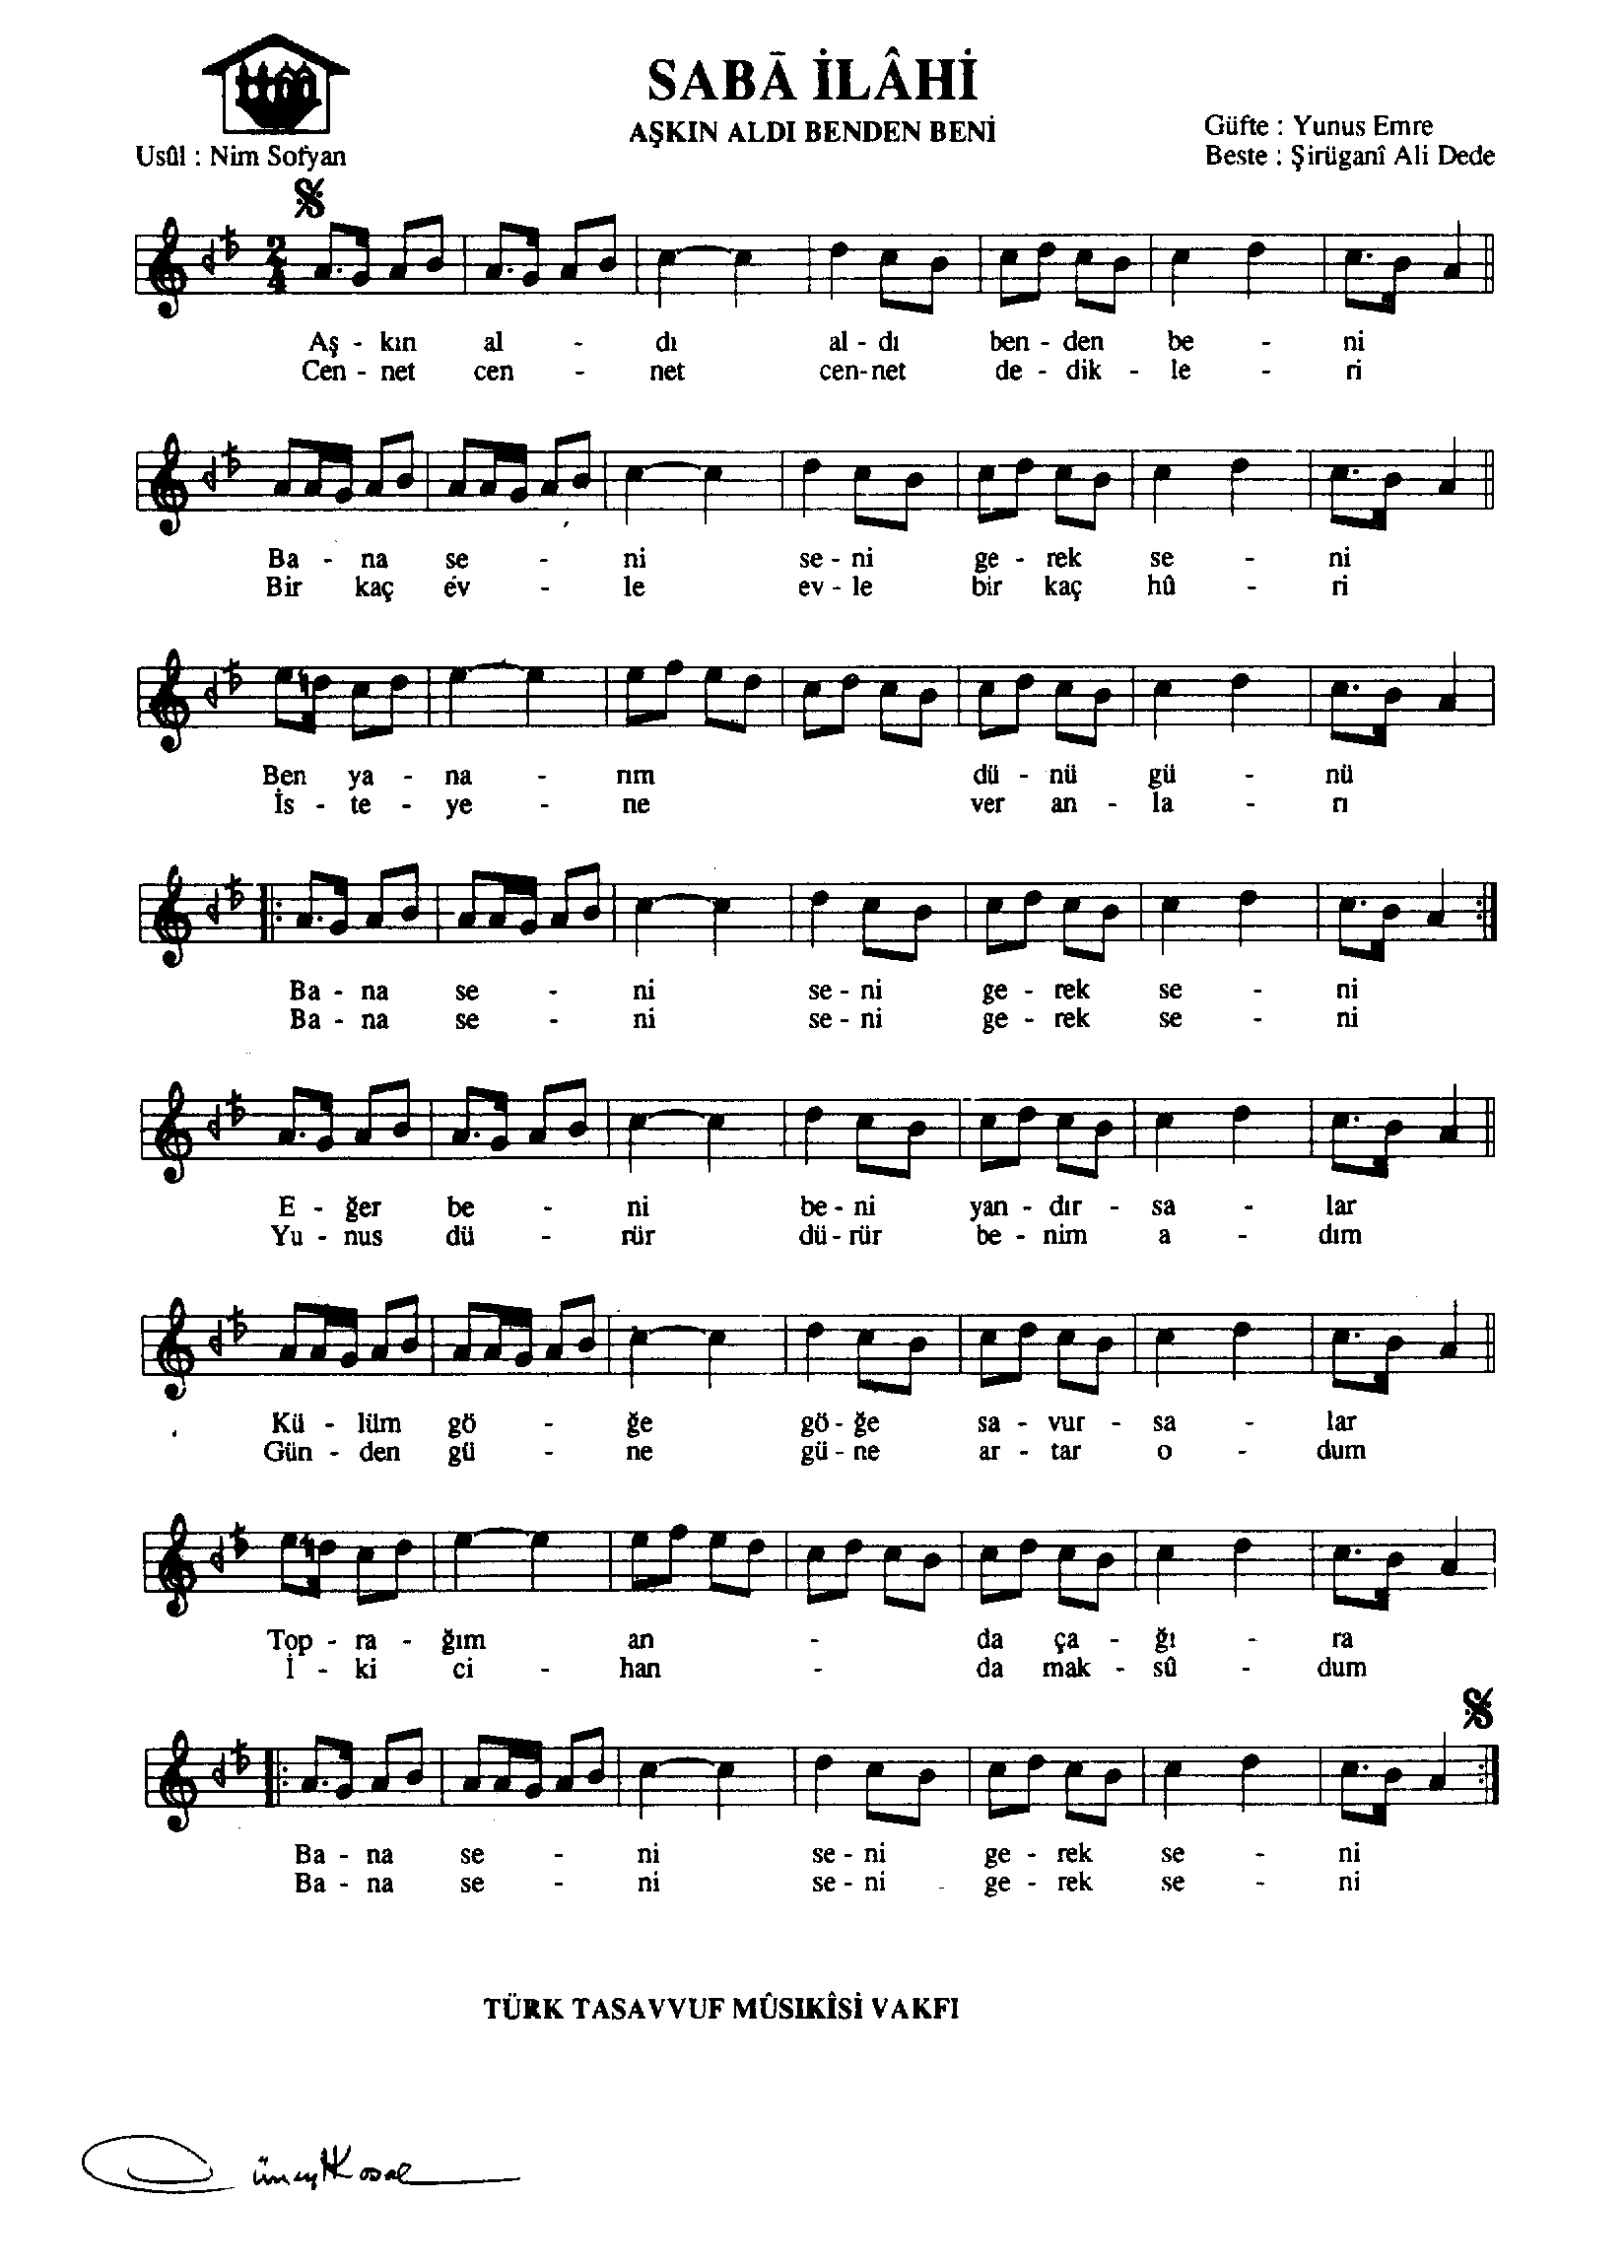 SABĀ İLÂHİ
AŞKIN ALDI BENDEN BENİ
Güfte : Yunus Emre
Usûl : Nim Sofyan
Beste : Şirüganî Ali Dede
2
4
Aş - kın al - dı al - dı ben - den be - ni
Cen - net cen - net cen - net de - dik - le - ri
Ba - na se - ni se - ni ge - rek se - ni
Bir kaç ev - le ev - le bir kaç hû - ri
Ben ya - na - rım dü - nü gü - nü
İs - te - ye - ne ver an - la - rı
Ba - na se - ni se - ni ge - rek se - ni
Ba - na se - ni se - ni ge - rek se - ni
E - ğer be - ni be - ni yan - dır - sa - lar
Yu - nus dü - rür dü - rür be - nim a - dım
Kü - lüm gö - ğe gö - ğe sa - vur - sa - lar
Gün - den gü - ne gü - ne ar - tar o - dum
Top - ra - ğım an - da ça - ğı - ra
İ - ki ci - han - da mak - sû - dum
Ba - na se - ni se - ni ge - rek se - ni
Ba - na se - ni se - ni - ge - rek se - ni
TÜRK TASAVVUF MÛSIKÎSİ VAKFI